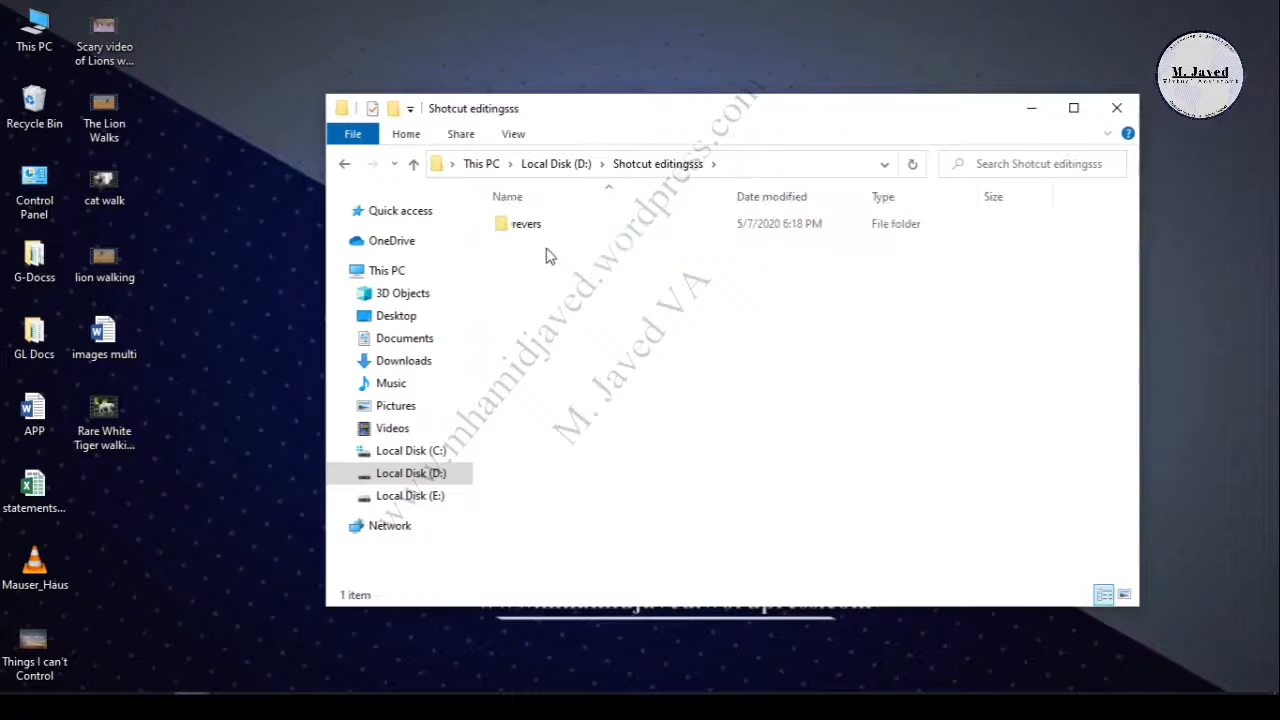 This PC
Scary video
of Lions w...
Recycle Bin
The Lion
Walks
Control
Panel
cat walk
G-Docss
lion walking
GL Docs
images multi
APP
Rare White
Tiger walki...
statements...
Mauser_Haus
Things I can't
Control
M. Javed
Virtual Assistant
Shotcut editingsss
File
Home
Share
View
This PC
Local Disk (D:)
Shotcut editingsss
Search Shotcut editingsss
Name
Date modified
Type
Size
revers
5/7/2020 6:18 PM
File folder
Quick access
OneDrive
This PC
3D Objects
Desktop
Documents
Downloads
Music
Pictures
Videos
Local Disk (C:)
Local Disk (D:)
Local Disk (E:)
Network
1 item
www.mhamidjaved.wordpress.com
M. Javed VA